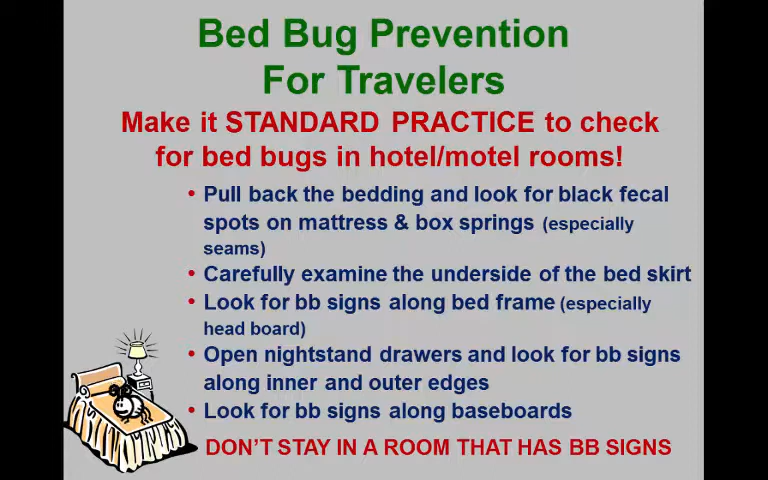 Bed Bug Prevention
For Travelers
Make it STANDARD PRACTICE to check
for bed bugs in hotel/motel rooms!
• Pull back the bedding and look for black fecal
spots on mattress & box springs (especially
seams)
• Carefully examine the underside of the bed skirt
• Look for bb signs along bed frame (especially
head board)
• Open nightstand drawers and look for bb signs
along inner and outer edges
• Look for bb signs along baseboards
DON'T STAY IN A ROOM THAT HAS BB SIGNS